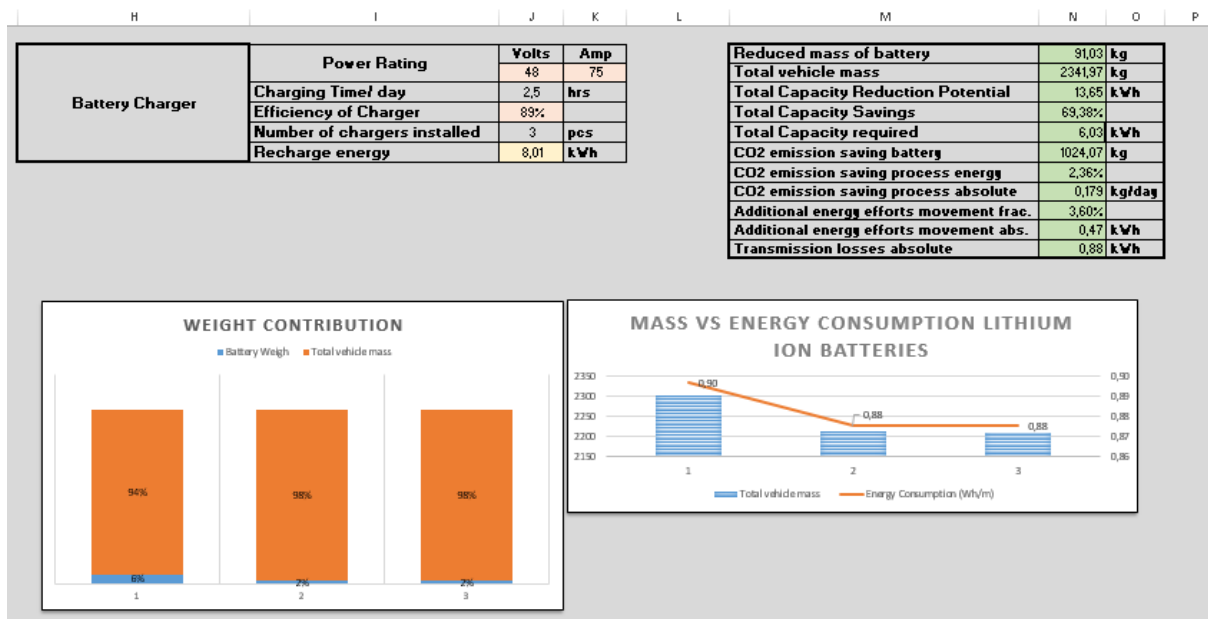 H I J K L M N O P
Battery Charger
Power Rating Volts Amp
48 75
Charging Time/ day 2,5 hrs
Efficiency of Charger 89%
Number of chargers installed 3 pcs
Recharge energy 8,01 kWh
Reduced mass of battery 91,03 kg
Total vehicle mass 2341,97 kg
Total Capacity Reduction Potential 13,65 kWh
Total Capacity Savings 69,38%
Total Capacity required 6,03 kWh
CO2 emission saving battery 1024,07 kg
CO2 emission saving process energy 2,36%
CO2 emission saving process absolute 0,179 kg/day
Additional energy efforts movement frac. 3,60%
Additional energy efforts movement abs. 0,47 kWh
Transmission losses absolute 0,88 kWh
WEIGHT CONTRIBUTION
Battery Weigh Total vehicle mass
94% 98% 98%
6% 2% 2%
1 2 3
MASS VS ENERGY CONSUMPTION LITHIUM
ION BATTERIES
2350 0,90
2300 0,89
2250 0,88
2200 0,87
2150 0,86
0,90 0,88 0,88
1 2 3
Total vehicle mass Energy Consumption (Wh/m)